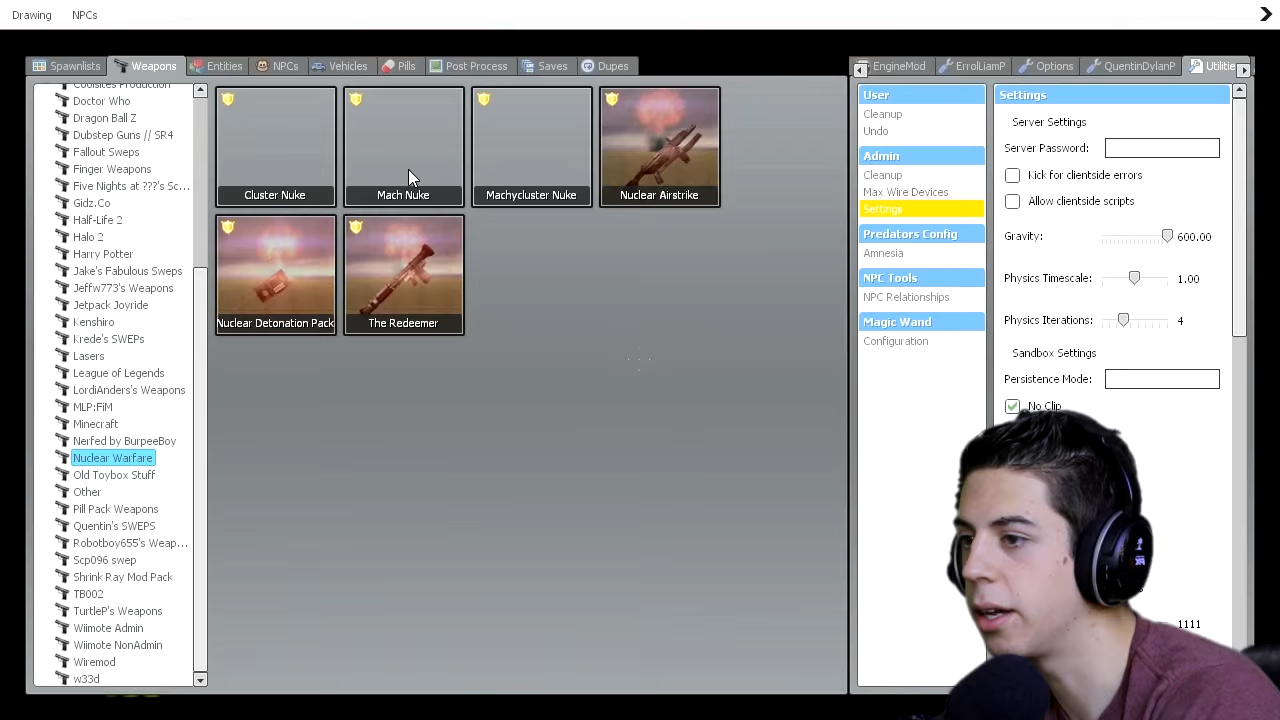 Drawing NPCs
Spawnlists Weapons Entities NPCs Vehicles Pills Post Process Saves Dupes
EngineMod ErrolLiamP Options QuentinDylanP Utilitie
Coolsites Production
Doctor Who
Dragon Ball Z
Dubstep Guns // SR4
Fallout Sweps
Finger Weapons
Five Nights at ???'s Sc...
Gidz.Co
Half-Life 2
Halo 2
Harry Potter
Jake's Fabulous Sweps
Jeffw773's Weapons
Jetpack Joyride
Kenshiro
Krede's SWEPs
Lasers
League of Legends
LordiAnders's Weapons
MLP:FiM
Minecraft
Nerfed by BurpeeBoy
Nuclear Warfare
Old Toybox Stuff
Other
Pill Pack Weapons
Quentin's SWEPS
Robotboy655's Weap...
Scp096 swep
Shrink Ray Mod Pack
TB002
TurtleP's Weapons
Wiimote Admin
Wiimote NonAdmin
Wiremod
w33d
Cluster Nuke
Mach Nuke
Machycluster Nuke
Nuclear Airstrike
Nuclear Detonation Pack
The Redeemer
User
Cleanup
Undo
Admin
Cleanup
Max Wire Devices
Settings
Predators Config
Amnesia
NPC Tools
NPC Relationships
Magic Wand
Configuration
Settings
Server Settings
Server Password:
Kick for clientside errors
Allow clientside scripts
Gravity: 600.00
Physics Timescale: 1.00
Physics Iterations: 4
Sandbox Settings
Persistence Mode:
No Clip
1111